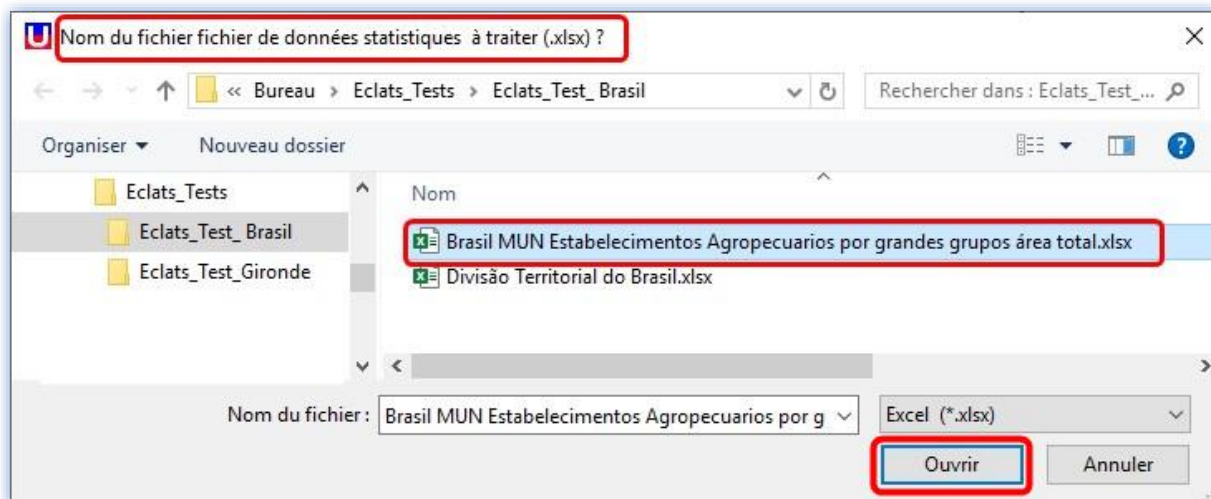 U Nom du fichier fichier de données statistiques à traiter (.xlsx) ?
« Bureau > Eclats_Tests > Eclats_Test_ Brasil
Rechercher dans : Eclats_Test_...
Organiser
Nouveau dossier
?
Eclats_Tests
Eclats_Test_ Brasil
Eclats_Test_Gironde
Nom
Brasil MUN Estabelecimentos Agropecuarios por grandes grupos área total.xlsx
Divisão Territorial do Brasil.xlsx
Nom du fichier : Brasil MUN Estabelecimentos Agropecuarios por g
Excel (*.xlsx)
Ouvrir
Annuler